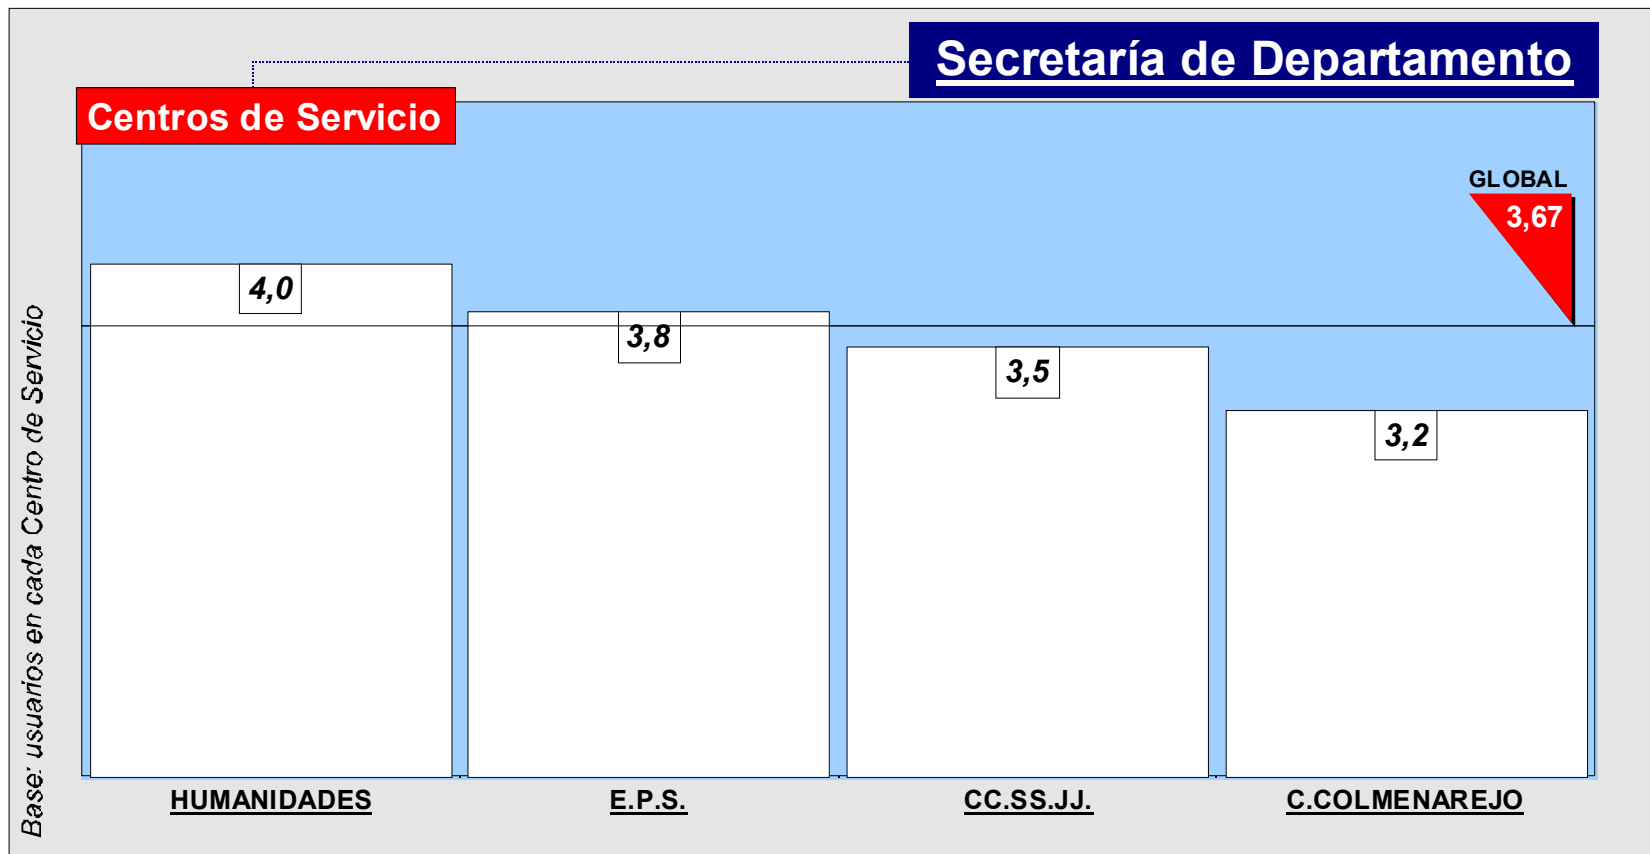 Secretaría de Departamento
Centros de Servicio
GLOBAL
3,67
4,0
3,8
3,5
3,2
Base: usuarios en cada Centro de Servicio
HUMANIDADES
E.P.S.
CC.SS.JJ.
C.COLMENAREJO